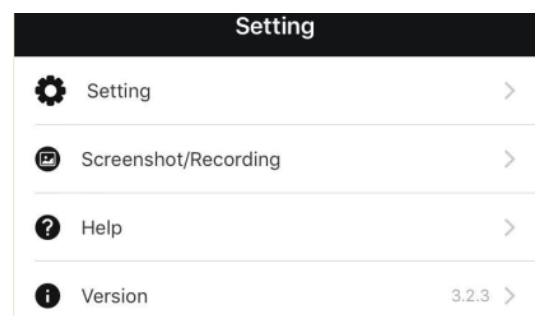 Setting
Setting
Screenshot/Recording
Help
Version 3.2.3